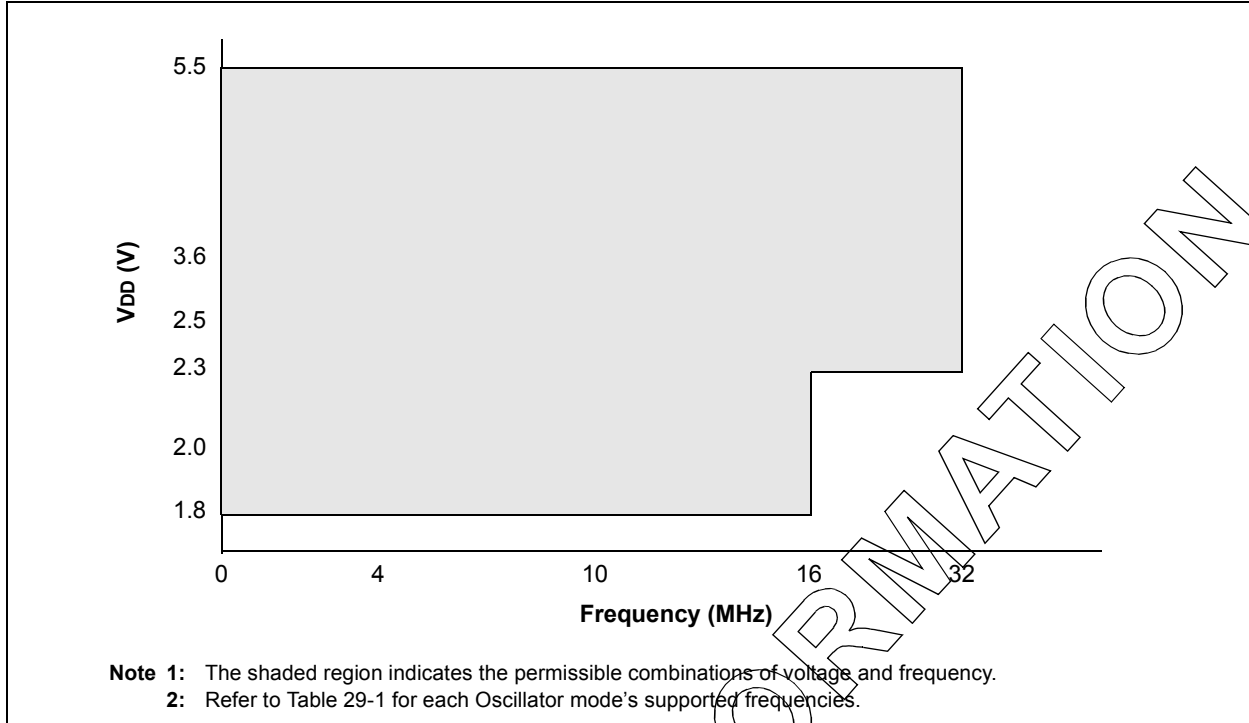 5.5
3.6
2.5
2.3
2.0
1.8
VDD (V)
0 4 10 16 32
Frequency (MHz)
Note 1: The shaded region indicates the permissible combinations of voltage and frequency.
2: Refer to Table 29-1 for each Oscillator mode's supported frequencies.
ORMATION